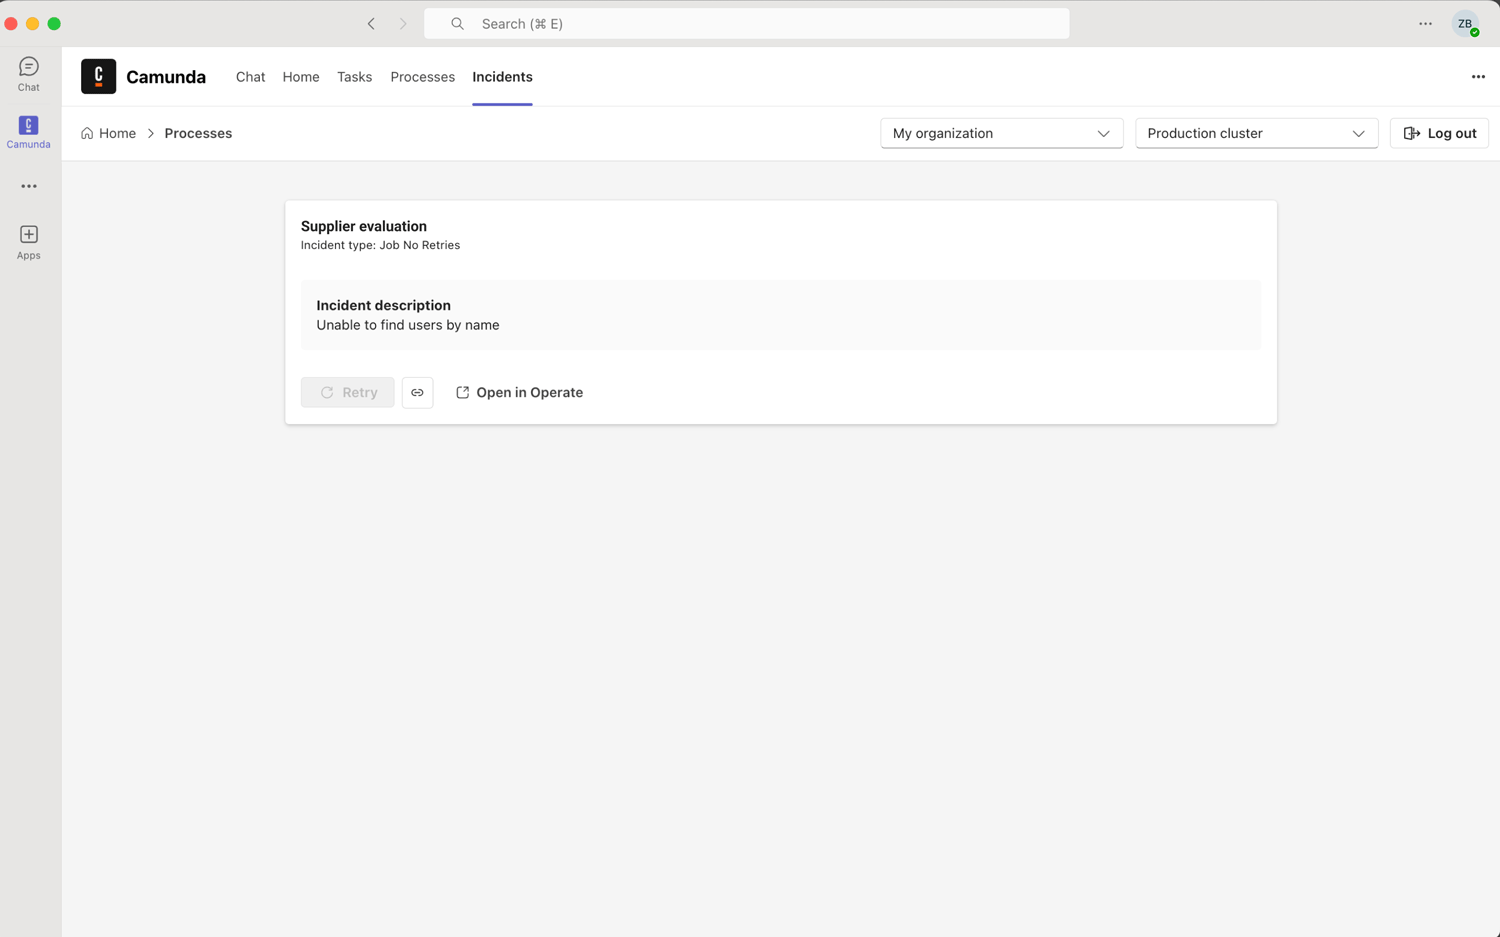 Search (⌘ E)
ZB
Chat
Camunda
Apps
Camunda
Chat
Home
Tasks
Processes
Incidents
Home
Processes
My organization
Production cluster
Log out
Supplier evaluation
Incident type: Job No Retries
Incident description
Unable to find users by name
Retry
Open in Operate